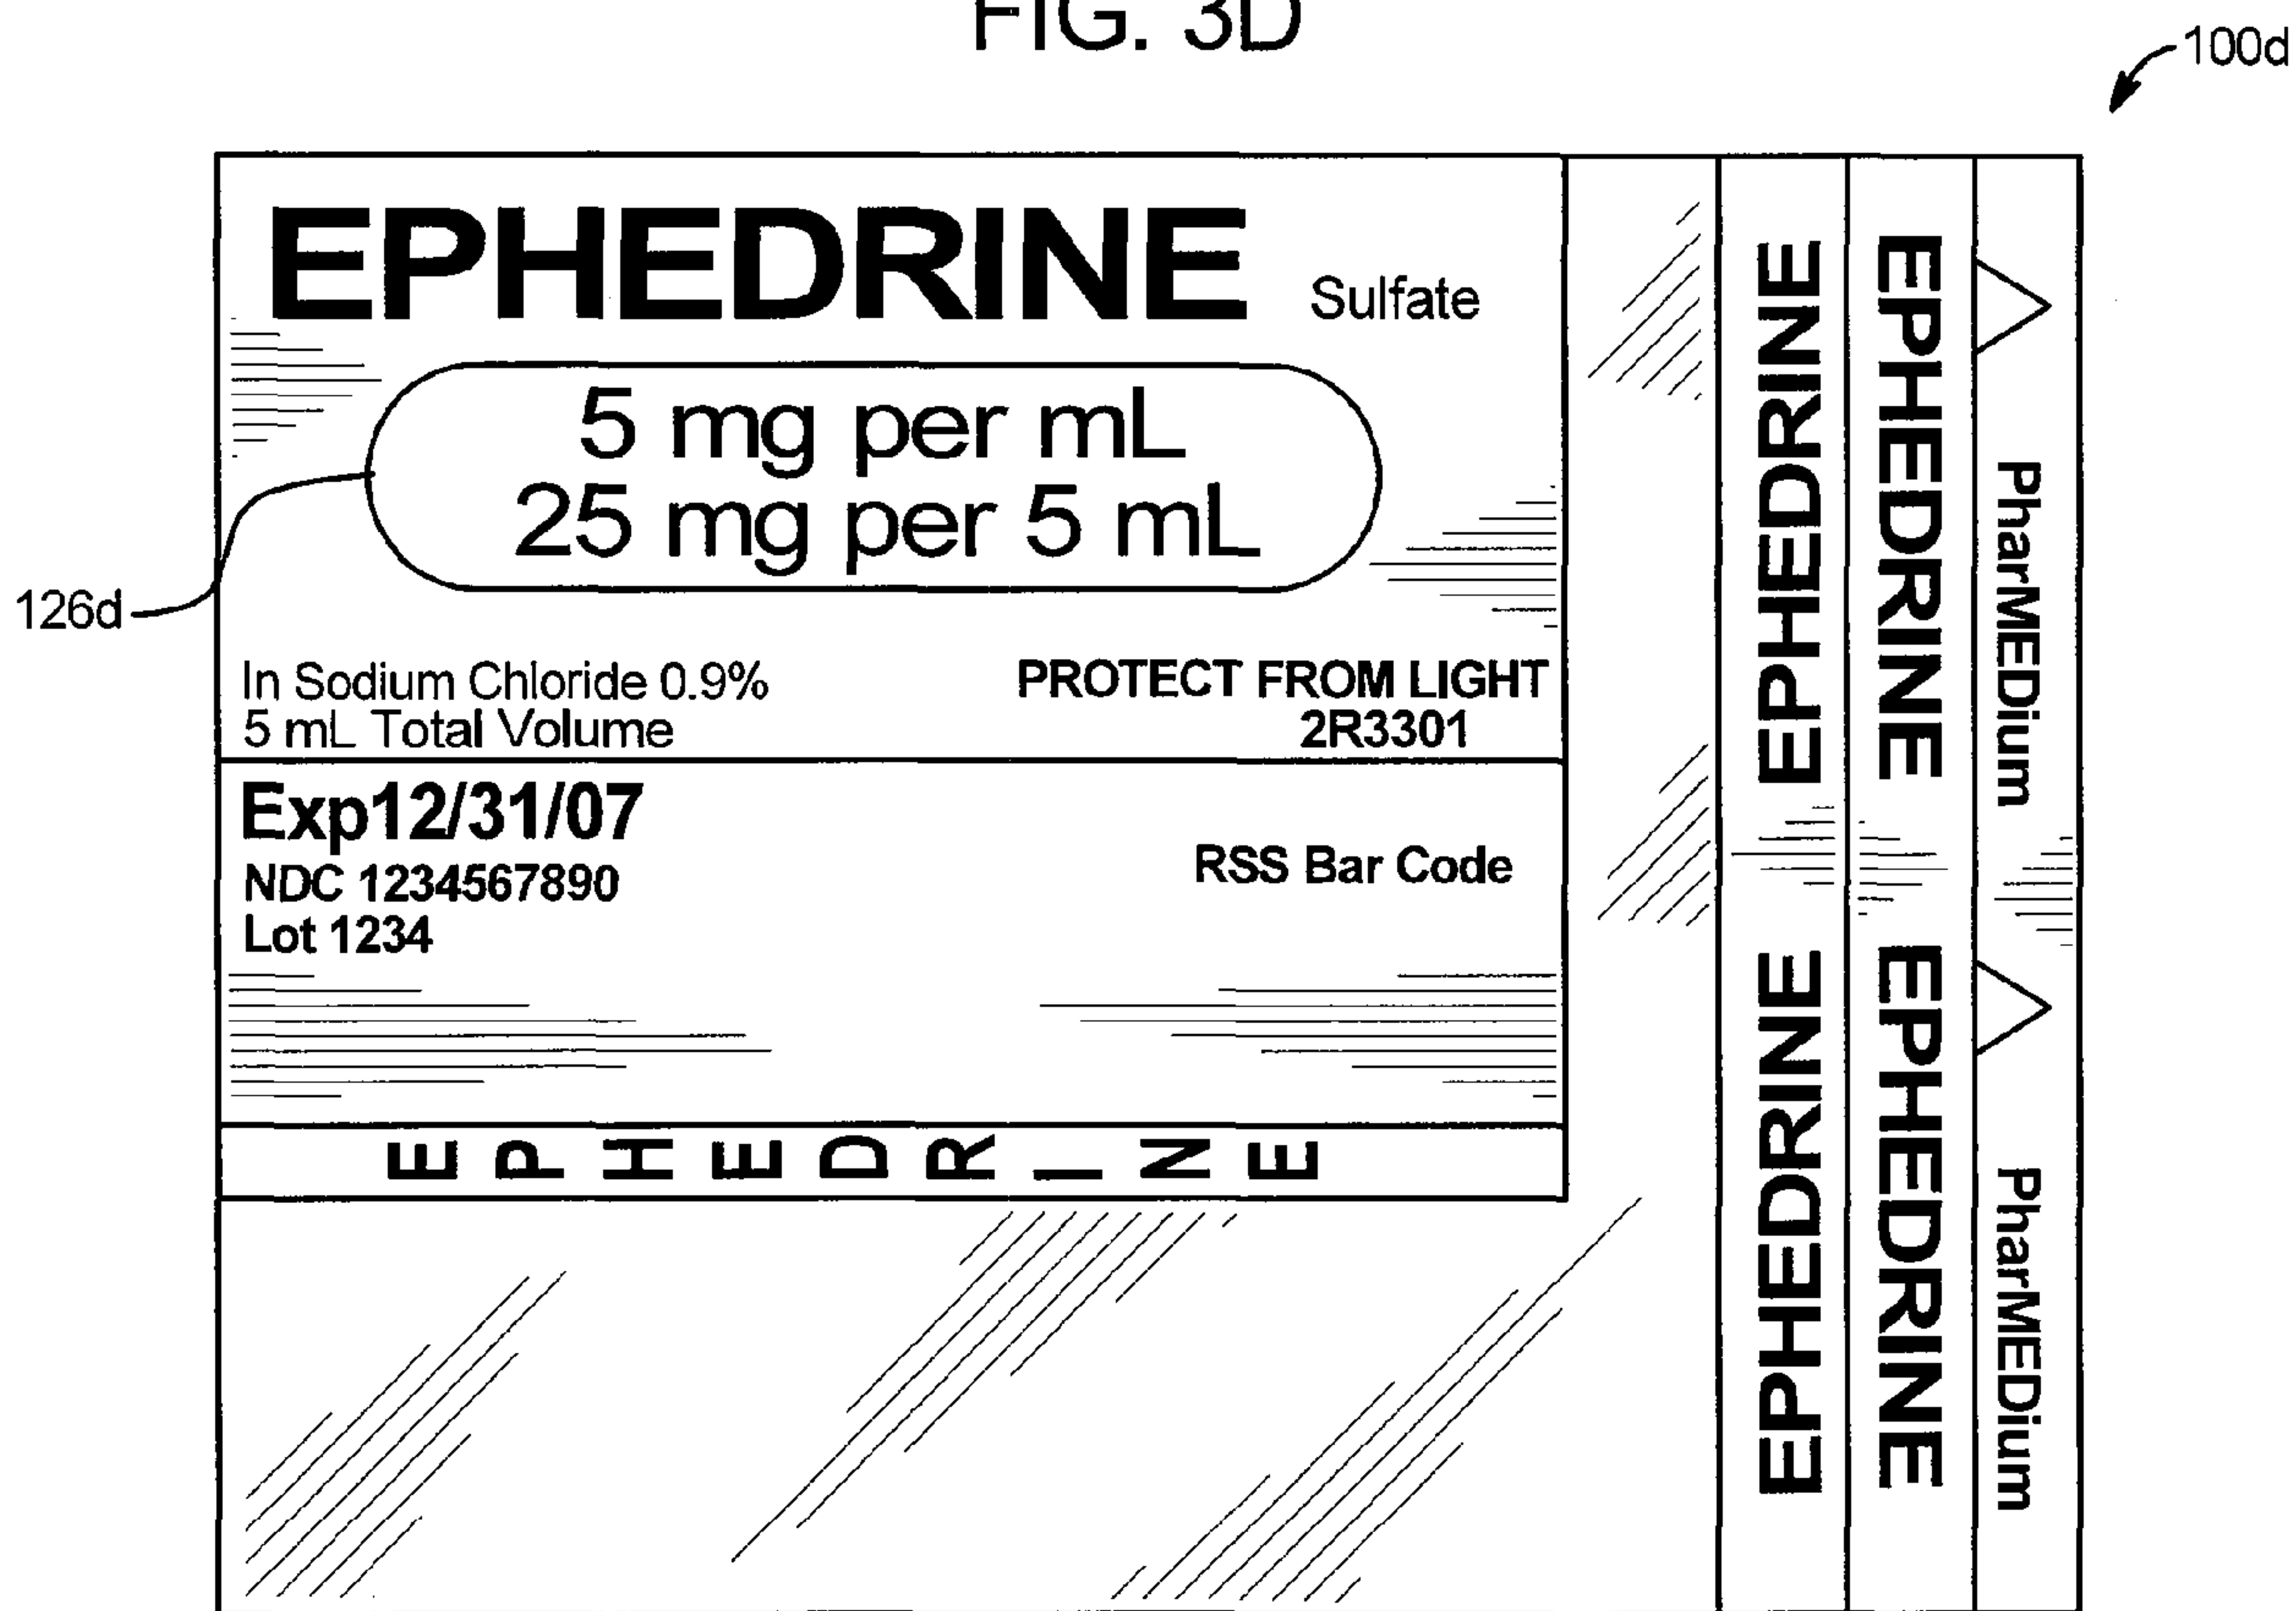 FIG. 3D
100d
EPHEDRINE Sulfate
5 mg per mL
25 mg per 5 mL
126d
In Sodium Chloride 0.9%
5 mL Total Volume
PROTECT FROM LIGHT
2R3301
Exp12/31/07
NDC 1234567890
Lot 1234
RSS Bar Code
EPHEDRINE
EPHEDRINE
EPHEDRINE
EPHEDRINE
EPHEDRINE
PharMEDium
PharMEDium